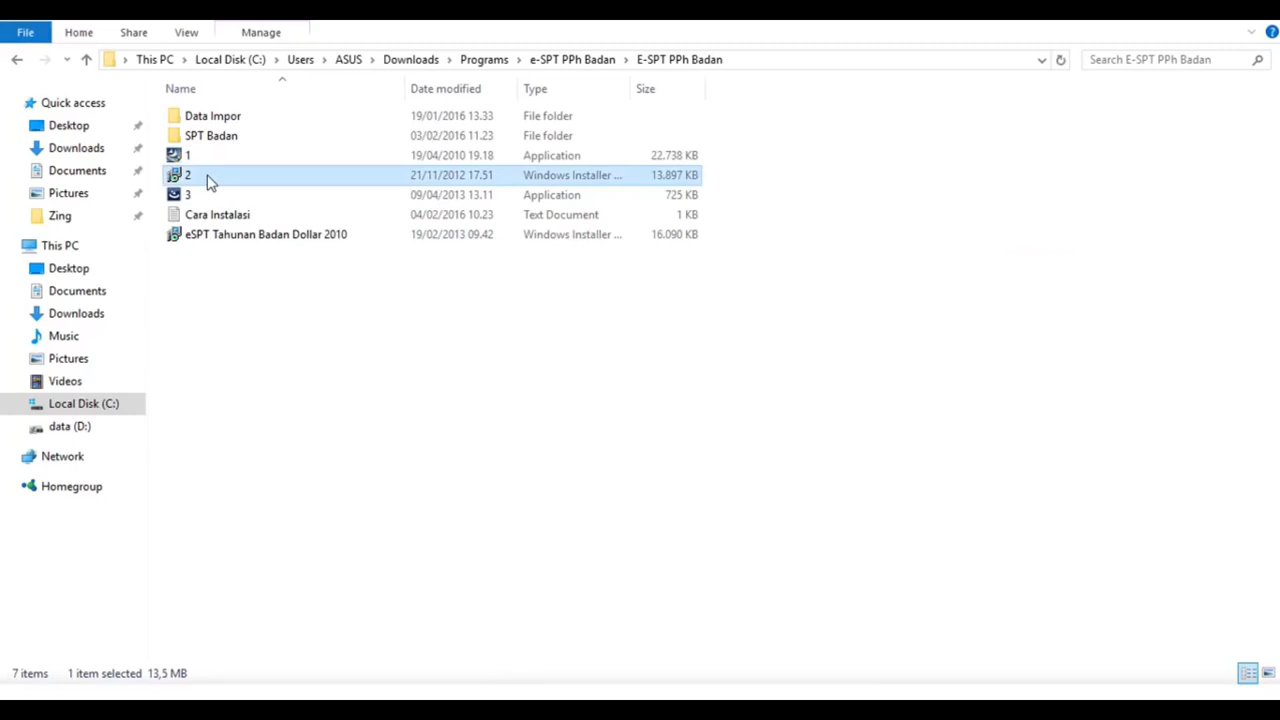 File Home Share View Manage
This PC Local Disk (C:) Users ASUS Downloads Programs e-SPT PPh Badan E-SPT PPh Badan Search E-SPT PPh Badan
Name Date modified Type Size
Quick access
Desktop
Downloads
Documents
Pictures
Zing
This PC
Desktop
Documents
Downloads
Music
Pictures
Videos
Local Disk (C:)
data (D:)
Network
Homegroup
Data Impor 19/01/2016 13.33 File folder
SPT Badan 03/02/2016 11.23 File folder
1 19/04/2010 19.18 Application 22.738 KB
2 21/11/2012 17.51 Windows Installer ... 13.897 KB
3 09/04/2013 13.11 Application 725 KB
Cara Instalasi 04/02/2016 10.23 Text Document 1 KB
eSPT Tahunan Badan Dollar 2010 19/02/2013 09.42 Windows Installer ... 16.090 KB
7 items 1 item selected 13,5 MB